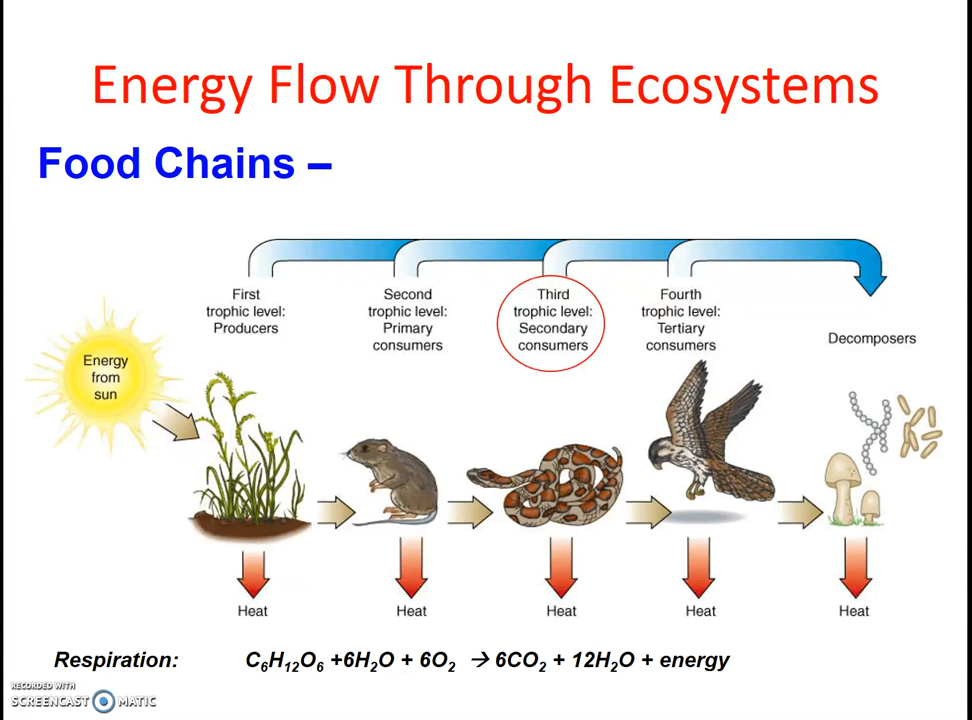 Energy Flow Through Ecosystems
Food Chains –
First
trophic level:
Producers
Second
trophic level:
Primary
consumers
Third
trophic level:
Secondary
consumers
Fourth
trophic level:
Tertiary
consumers
Decomposers
Energy
from
sun
Heat
Heat
Heat
Heat
Heat
Respiration: C₆H₁₂O₆ +6H₂O + 6O₂ → 6CO₂ + 12H₂O + energy
RECORDED WITH
SCREENCAST MATIC